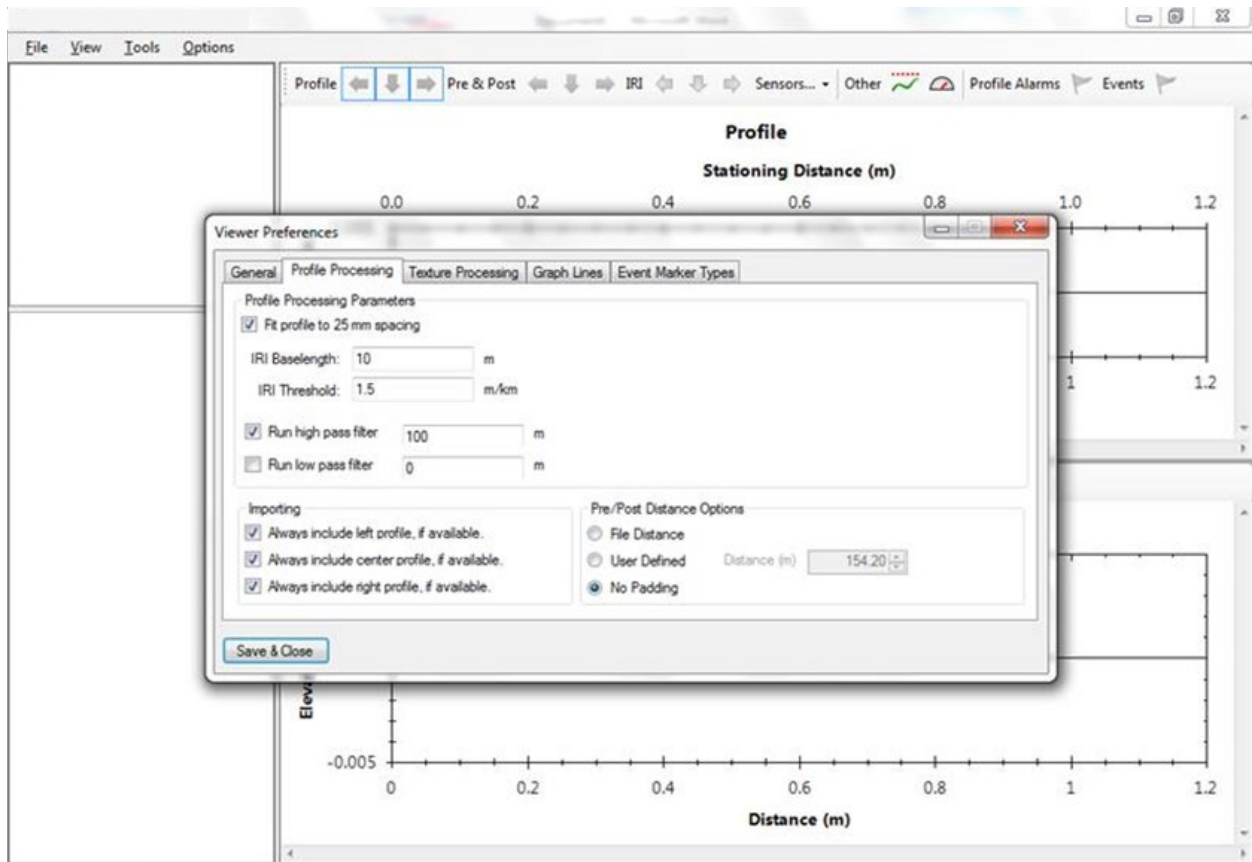 File View Tools Options
Profile Pre & Post IRI Sensors... Other Profile Alarms Events
Profile
Stationing Distance (m)
0.0 0.2 0.4 0.6 0.8 1.0 1.2
Viewer Preferences
General Profile Processing Texture Processing Graph Lines Event Marker Types
Profile Processing Parameters
Fit profile to 25 mm spacing
IRI Baselength: 10 m
IRI Threshold: 1.5 m/km
1 1.2
Run high pass filter 100 m
Run low pass filter 0 m
Importing Pre/Post Distance Options
Always include left profile, if available. File Distance
Always include center profile, if available. User Defined Distance (m) 154.20
Always include right profile, if available. No Padding
Save & Close
-0.005
0 0.2 0.4 0.6 0.8 1 1.2
Distance (m)